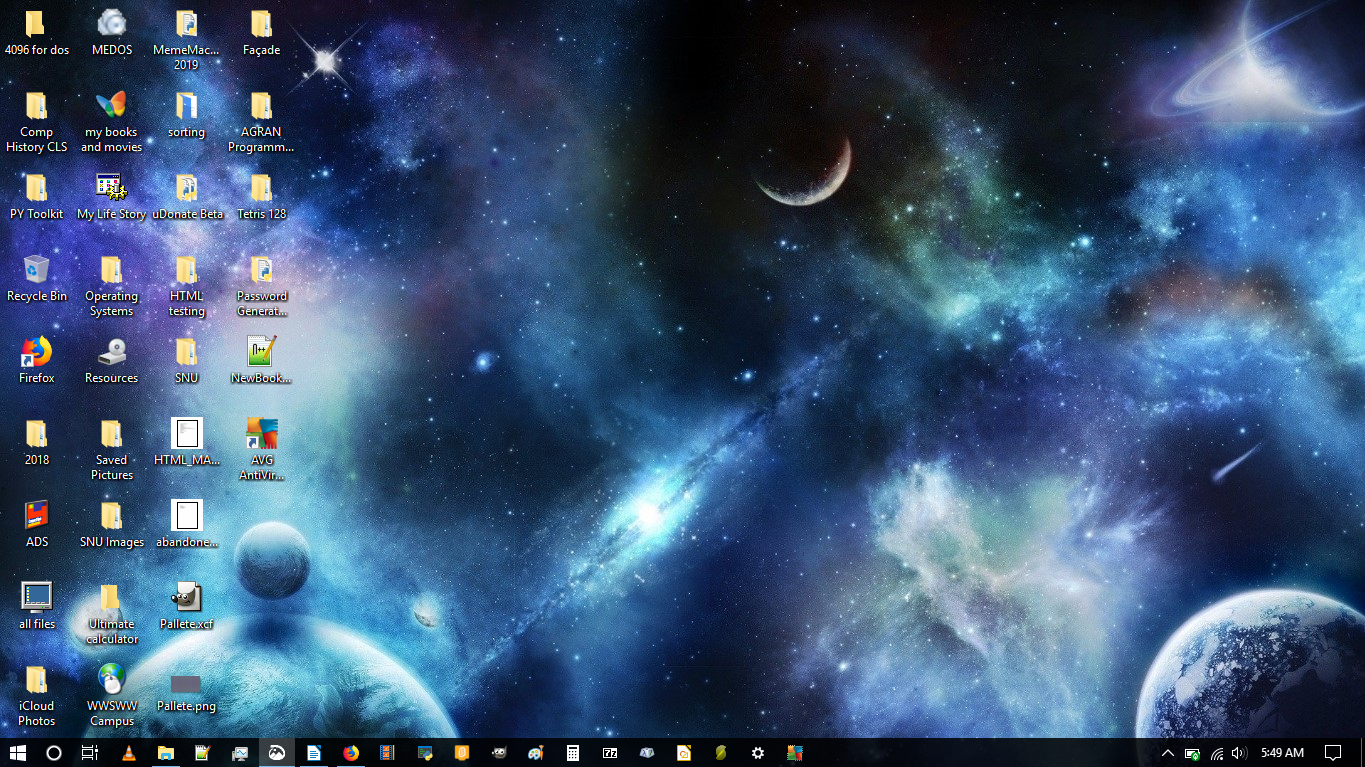 4096 for dos
MEDOS
MemeMac...
2019
Façade
Comp
History CLS
my books
and movies
sorting
AGRAN
Programm...
PY Toolkit
My Life Story
uDonate Beta
Tetris 128
Recycle Bin
Operating
Systems
HTML
testing
Password
Generat...
Firefox
Resources
SNU
NewBook...
2018
Saved
Pictures
HTML_MA...
AVG
AntiVir...
ADS
SNU Images
abandone...
all files
Ultimate
calculator
Pallete.xcf
iCloud
Photos
WWSWW
Campus
Pallete.png
7z
5:49 AM